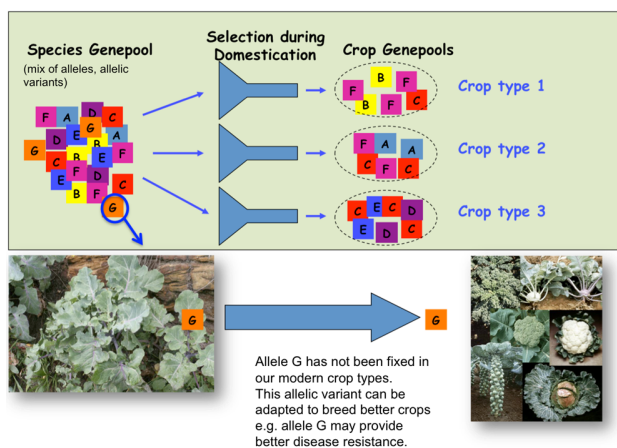 Species Genepool
(mix of alleles, allelic
variants)
Selection during
Domestication
Crop Genepools
F A D C
G
D E A
G B
C B E F
F D
E C
B F
G
B F
F
B F C
Crop type 1
F A A
C F C
Crop type 2
C E C D
E D C
Crop type 3
G
G
Allele G has not been fixed in
our modern crop types.
This allelic variant can be
adapted to breed better crops
e.g. allele G may provide
better disease resistance.